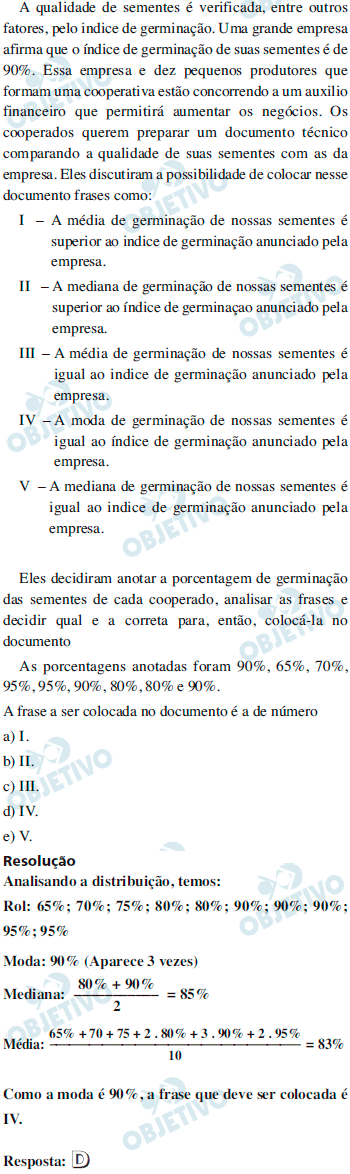 A qualidade de sementes é verificada, entre outros
fatores, pelo indice de germinação. Uma grande empresa
afirma que o índice de germinação de suas sementes é de
90%. Essa empresa e dez pequenos produtores que
formam uma cooperativa estão concorrendo a um auxilio
financeiro que permitirá aumentar os negócios. Os
cooperados querem preparar um documento técnico
comparando a qualidade de suas sementes com as da
empresa. Eles discutiram a possibilidade de colocar nesse
documento frases como:
I – A média de germinação de nossas sementes é
superior ao indice de germinação anunciado pela
empresa.
II – A mediana de germinação de nossas sementes é
superior ao índice de germinaçao anunciado pela
empresa.
III – A média de germinação de nossas sementes é
igual ao indice de germinação anunciado pela
empresa.
IV – A moda de germinação de nossas sementes é
igual ao índice de germinação anunciado pela
empresa.
V – A mediana de germinação de nossas sementes é
igual ao indice de germinação anunciado pela
empresa.
Eles decidiram anotar a porcentagem de germinação
das sementes de cada cooperado, analisar as frases e
decidir qual e a correta para, então, colocá-la no
documento
As porcentagens anotadas foram 90%, 65%, 70%,
95%, 95%, 90%, 80%, 80% e 90%.
A frase a ser colocada no documento é a de número
a) I.
b) II.
c) III.
d) IV.
e) V.
Resolução
Analisando a distribuição, temos:
Rol: 65%; 70%; 75%; 80%; 80%; 90%; 90%; 90%;
95%; 95%
Moda: 90% (Aparece 3 vezes)
Mediana: 80% + 90% / 2 = 85%
Média: 65% + 70 + 75 + 2 . 80% + 3 . 90% + 2 . 95% / 10 = 83%
Como a moda é 90%, a frase que deve ser colocada é
IV.
Resposta: D